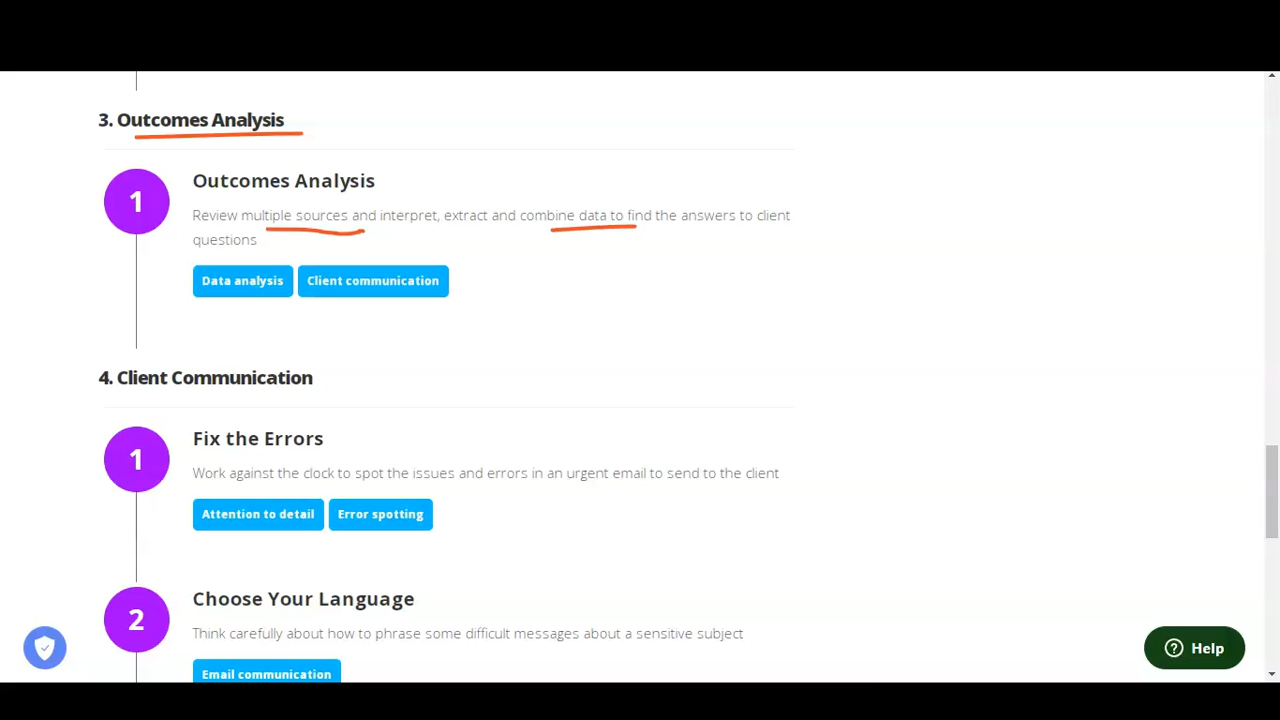 3. Outcomes Analysis
1
Outcomes Analysis
Review multiple sources and interpret, extract and combine data to find the answers to client
questions
Data analysis Client communication
4. Client Communication
1
Fix the Errors
Work against the clock to spot the issues and errors in an urgent email to send to the client
Attention to detail Error spotting
2
Choose Your Language
Think carefully about how to phrase some difficult messages about a sensitive subject
Email communication
Help